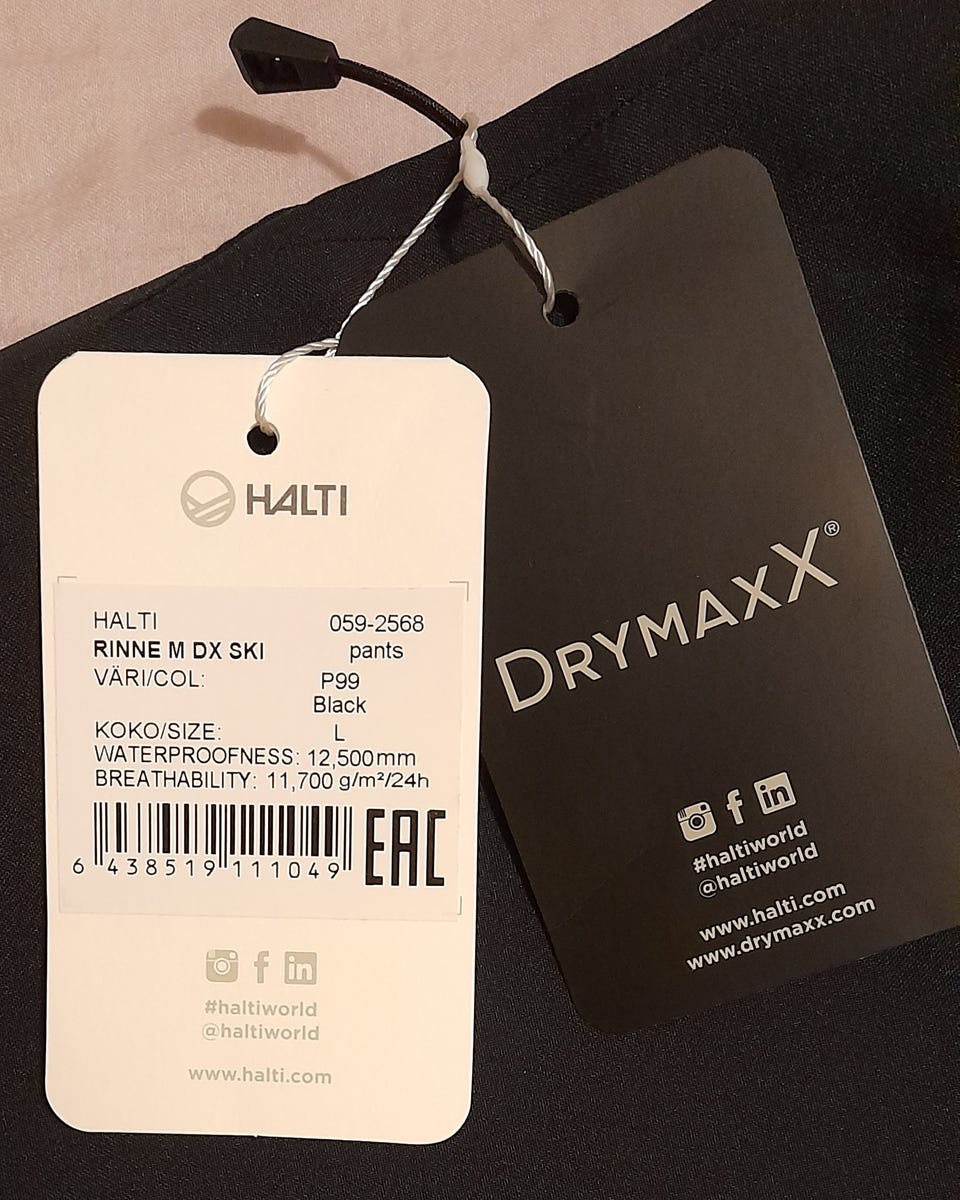 HALTI
HALTI 059-2568
RINNE M DX SKI pants
VÄRI/COL: P99
Black
KOKO/SIZE: L
WATERPROOFNESS: 12,500mm
BREATHABILITY: 11,700 g/m²/24h
6 438519 111049
EAC
#haltiworld
@haltiworld
www.halti.com
DRYMAXX®
#haltiworld
@haltiworld
www.halti.com
www.drymaxx.com